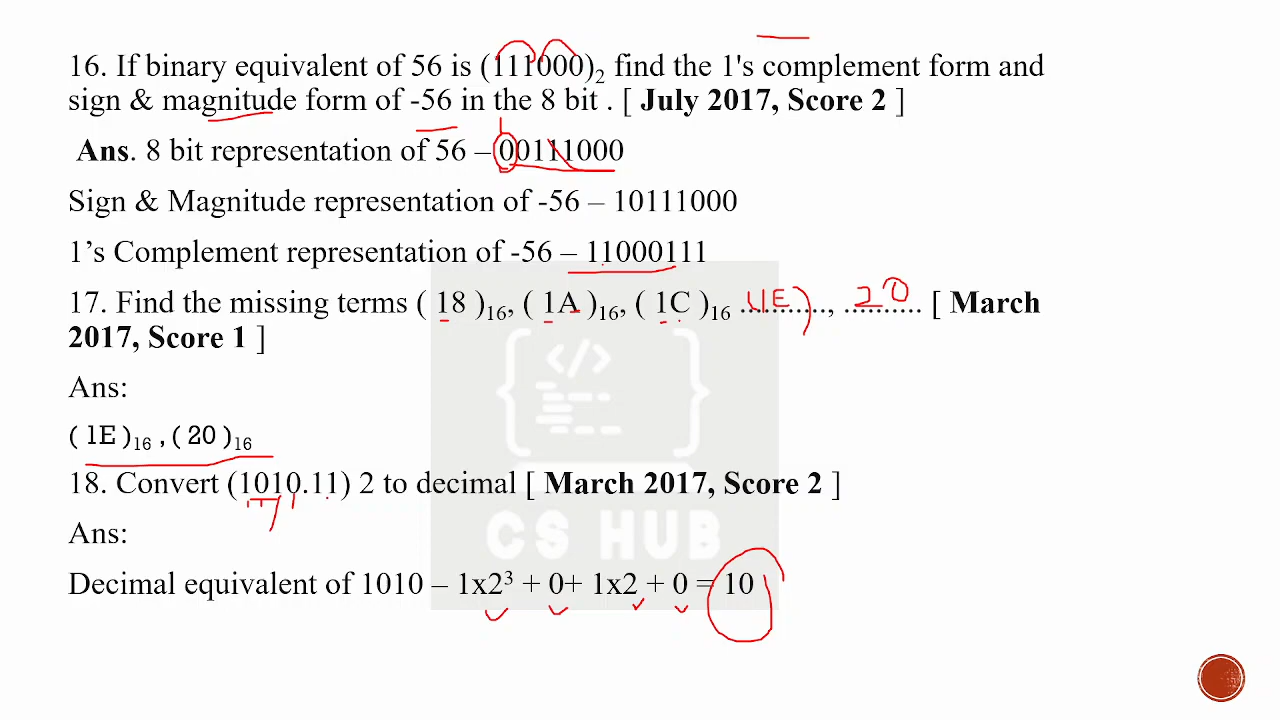 16. If binary equivalent of 56 is (111000)₂ find the 1's complement form and
sign & magnitude form of -56 in the 8 bit . [ July 2017, Score 2 ]
Ans. 8 bit representation of 56 – 00111000
Sign & Magnitude representation of -56 – 10111000
1’s Complement representation of -56 – 11000111
17. Find the missing terms ( 18 )₁₆, ( 1A )₁₆, ( 1C )₁₆ ............, .......... [ March
1E) 20
2017, Score 1 ]
Ans:
(1E)₁₆,(20)₁₆
18. Convert (1010.11) 2 to decimal [ March 2017, Score 2 ]
Ans:
Decimal equivalent of 1010 – 1x2³ + 0+ 1x2 + 0 = 10
</> 
CS HUB